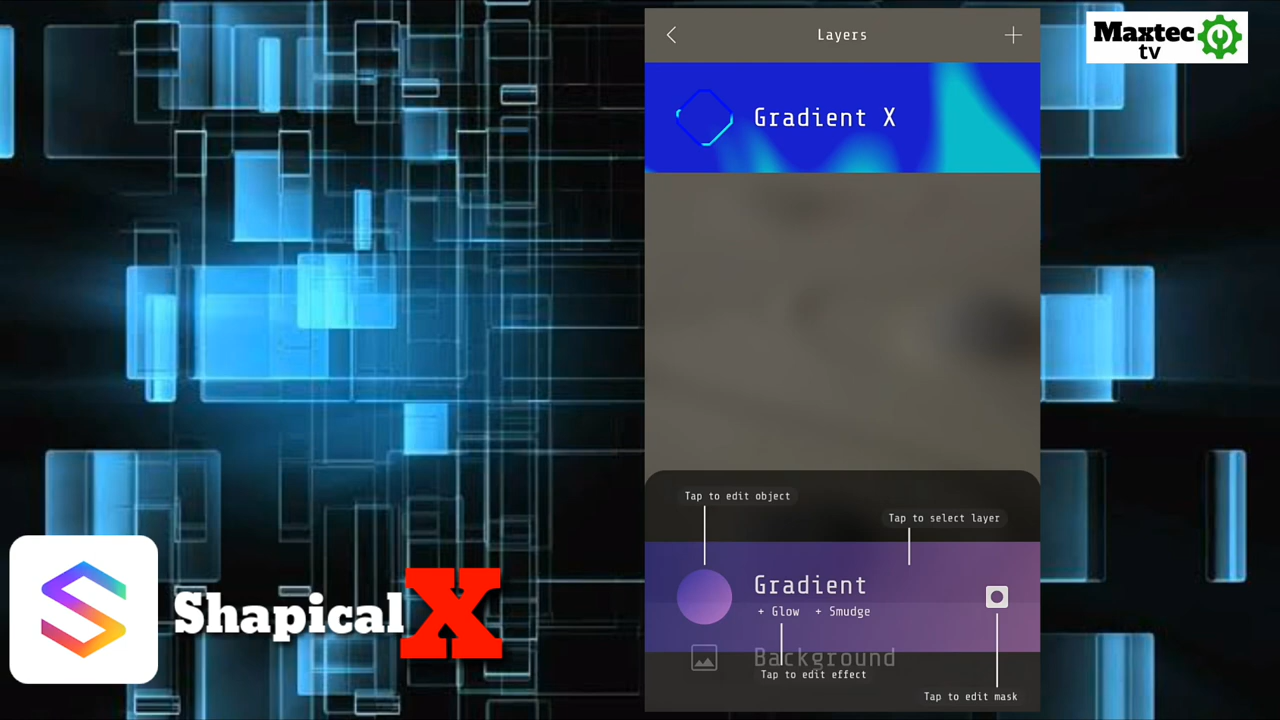 Layers
Maxtec
tv
Gradient X
Tap to edit object
Tap to select layer
Gradient
+ Glow + Smudge
Background
Tap to edit effect
Tap to edit mask
Shapical X